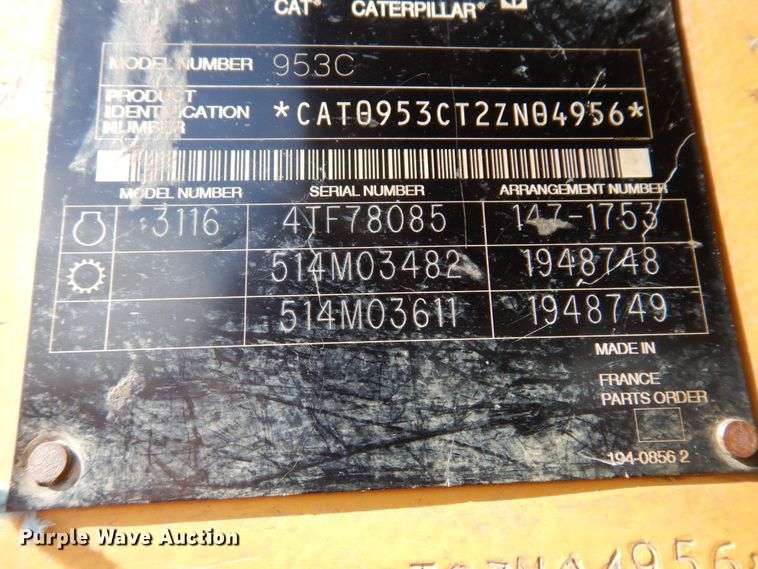 CAT® CATERPILLAR®
MODEL NUMBER 953C
PRODUCT IDENTIFICATION NUMBER *CAT0953CT2ZN04956*
MODEL NUMBER SERIAL NUMBER ARRANGEMENT NUMBER
3116 4TF78085 147-1753
514M03482 1948748
514M03611 1948749
MADE IN
FRANCE
PARTS ORDER
194-0856 2
Purple Wave Auction